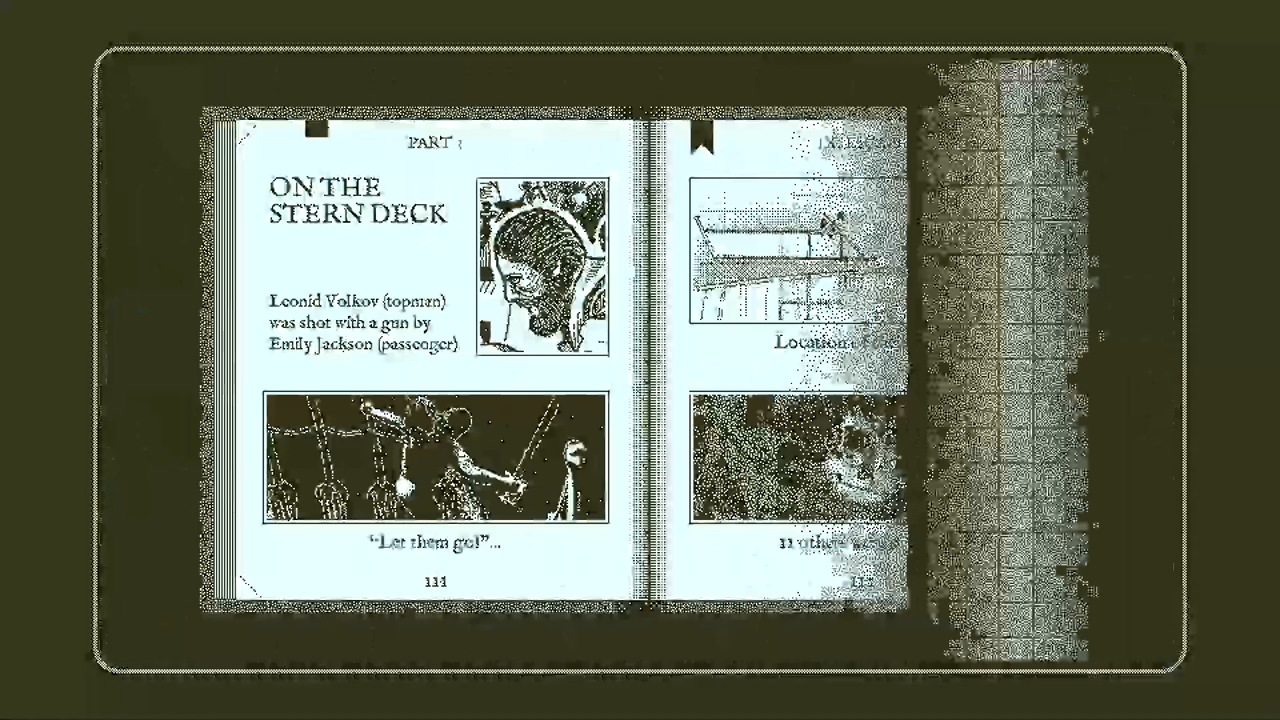 PART
ON THE
STERN DECK
Leonid Volkov (topman)
was shot with a gun by
Emily Jackson (passenger)
"Let them go!"...
111
Location
11 others